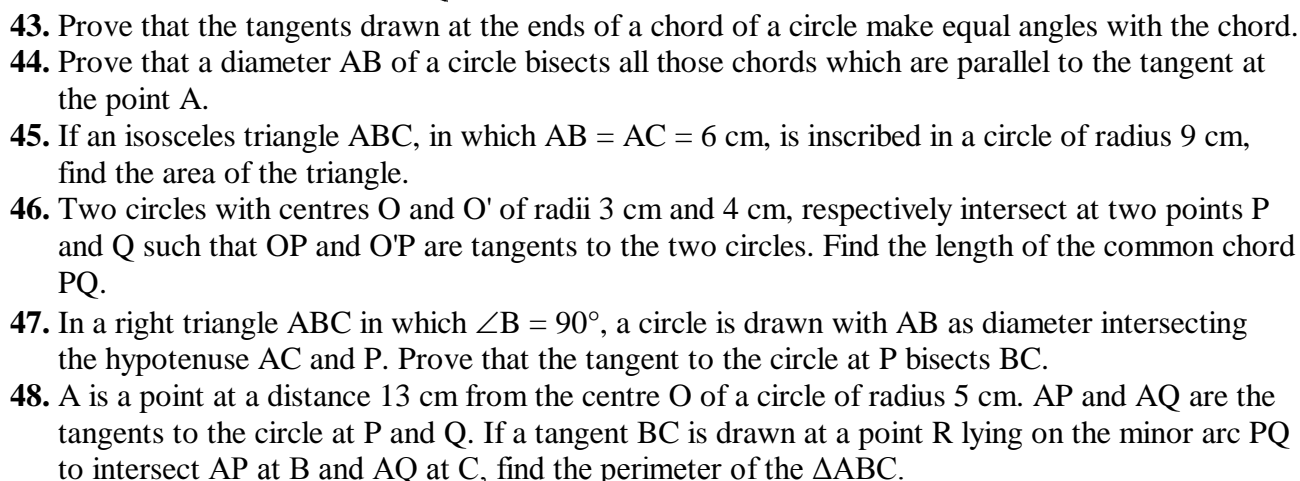 43. Prove that the tangents drawn at the ends of a chord of a circle make equal angles with the chord.
44. Prove that a diameter AB of a circle bisects all those chords which are parallel to the tangent at
the point A.
45. If an isosceles triangle ABC, in which AB = AC = 6 cm, is inscribed in a circle of radius 9 cm,
find the area of the triangle.
46. Two circles with centres O and O' of radii 3 cm and 4 cm, respectively intersect at two points P
and Q such that OP and O'P are tangents to the two circles. Find the length of the common chord
PQ.
47. In a right triangle ABC in which ∠B = 90°, a circle is drawn with AB as diameter intersecting
the hypotenuse AC and P. Prove that the tangent to the circle at P bisects BC.
48. A is a point at a distance 13 cm from the centre O of a circle of radius 5 cm. AP and AQ are the
tangents to the circle at P and Q. If a tangent BC is drawn at a point R lying on the minor arc PQ
to intersect AP at B and AQ at C, find the perimeter of the ΔABC.